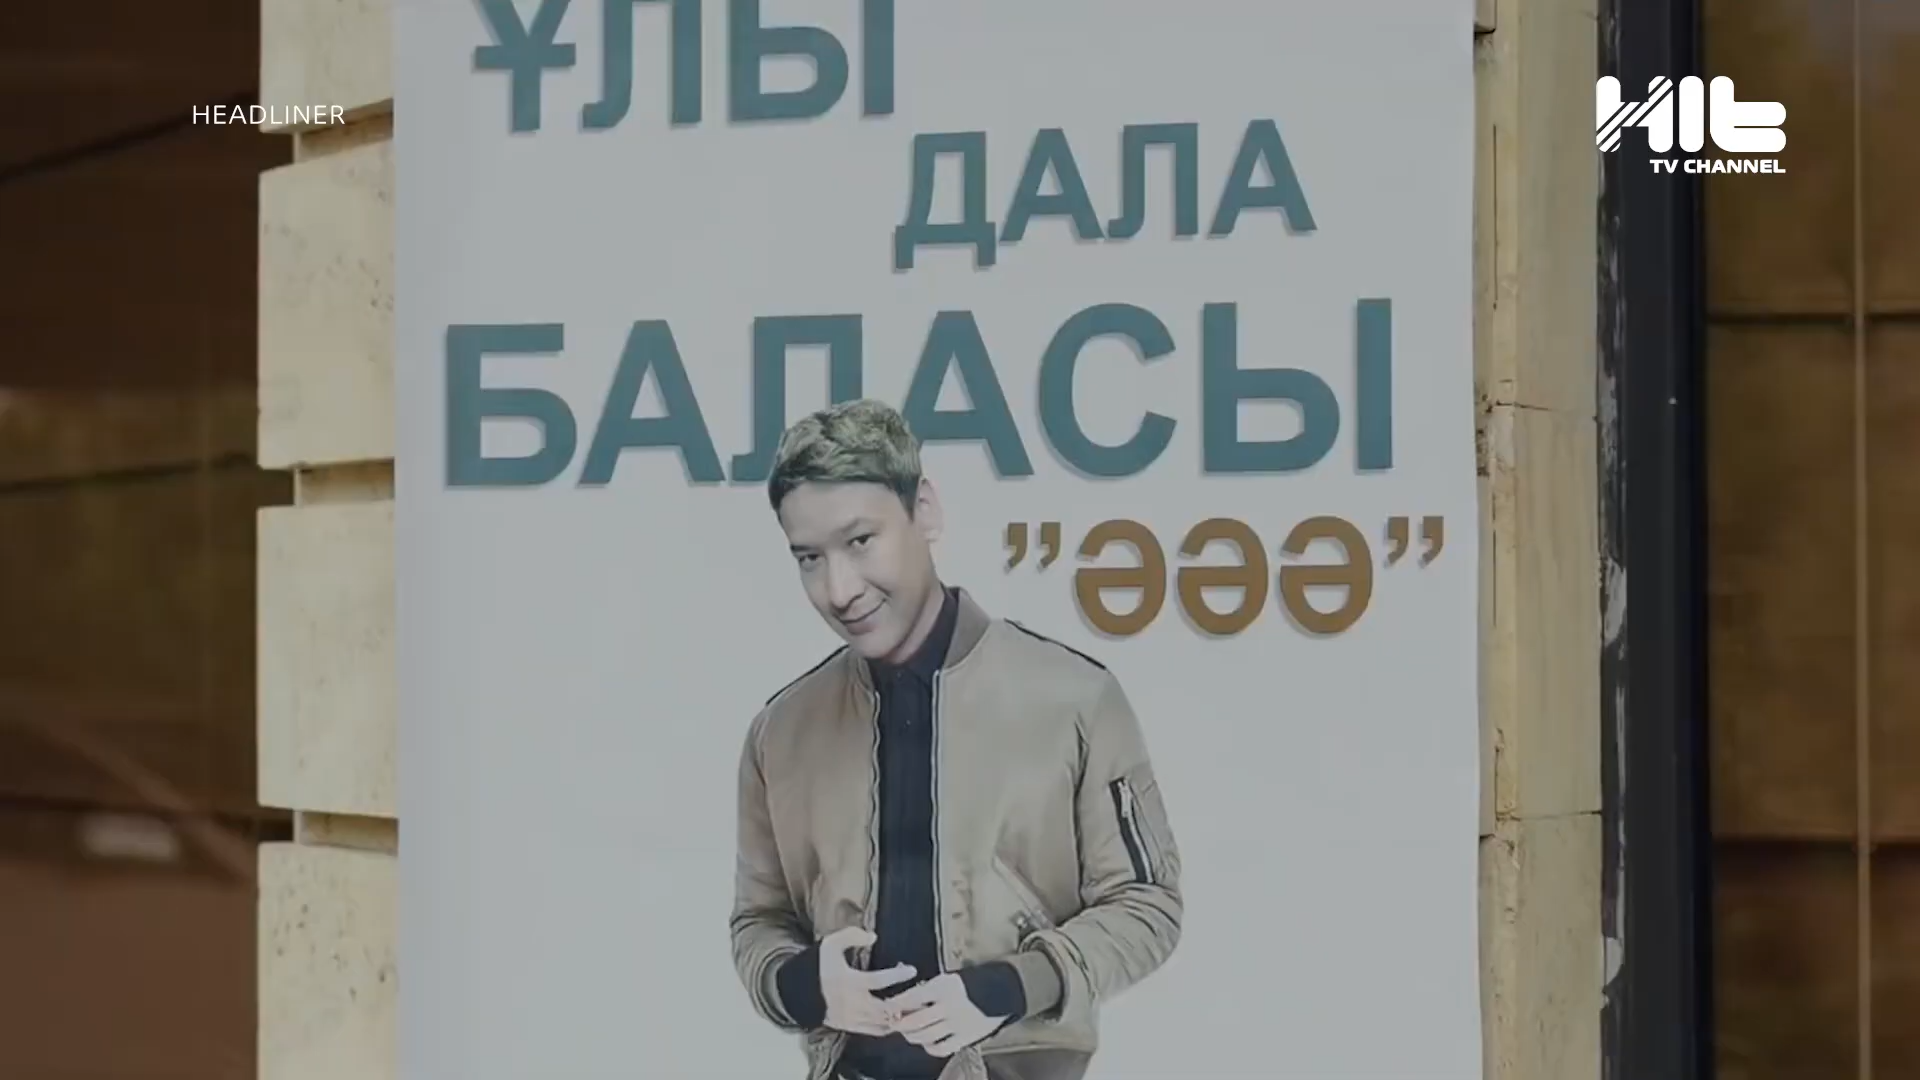 HEADLINER
Hit
TV CHANNEL
ҰЛЫ
ДАЛА
БАЛАСЫ
”ӘӘӘ”